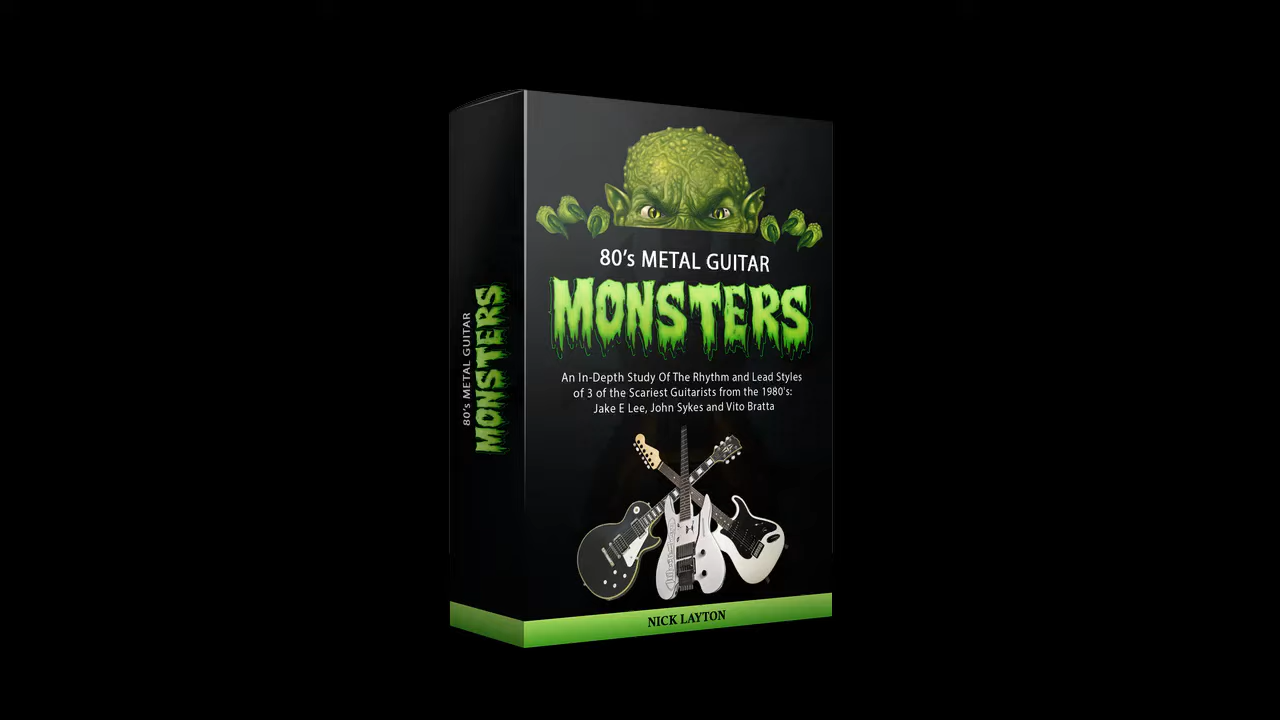 80's METAL GUITAR
MONSTERS
80's METAL GUITAR
MONSTERS
An In-Depth Study Of The Rhythm and Lead Styles
of 3 of the Scariest Guitarists from the 1980's:
Jake E Lee, John Sykes and Vito Bratta
NICK LAYTON